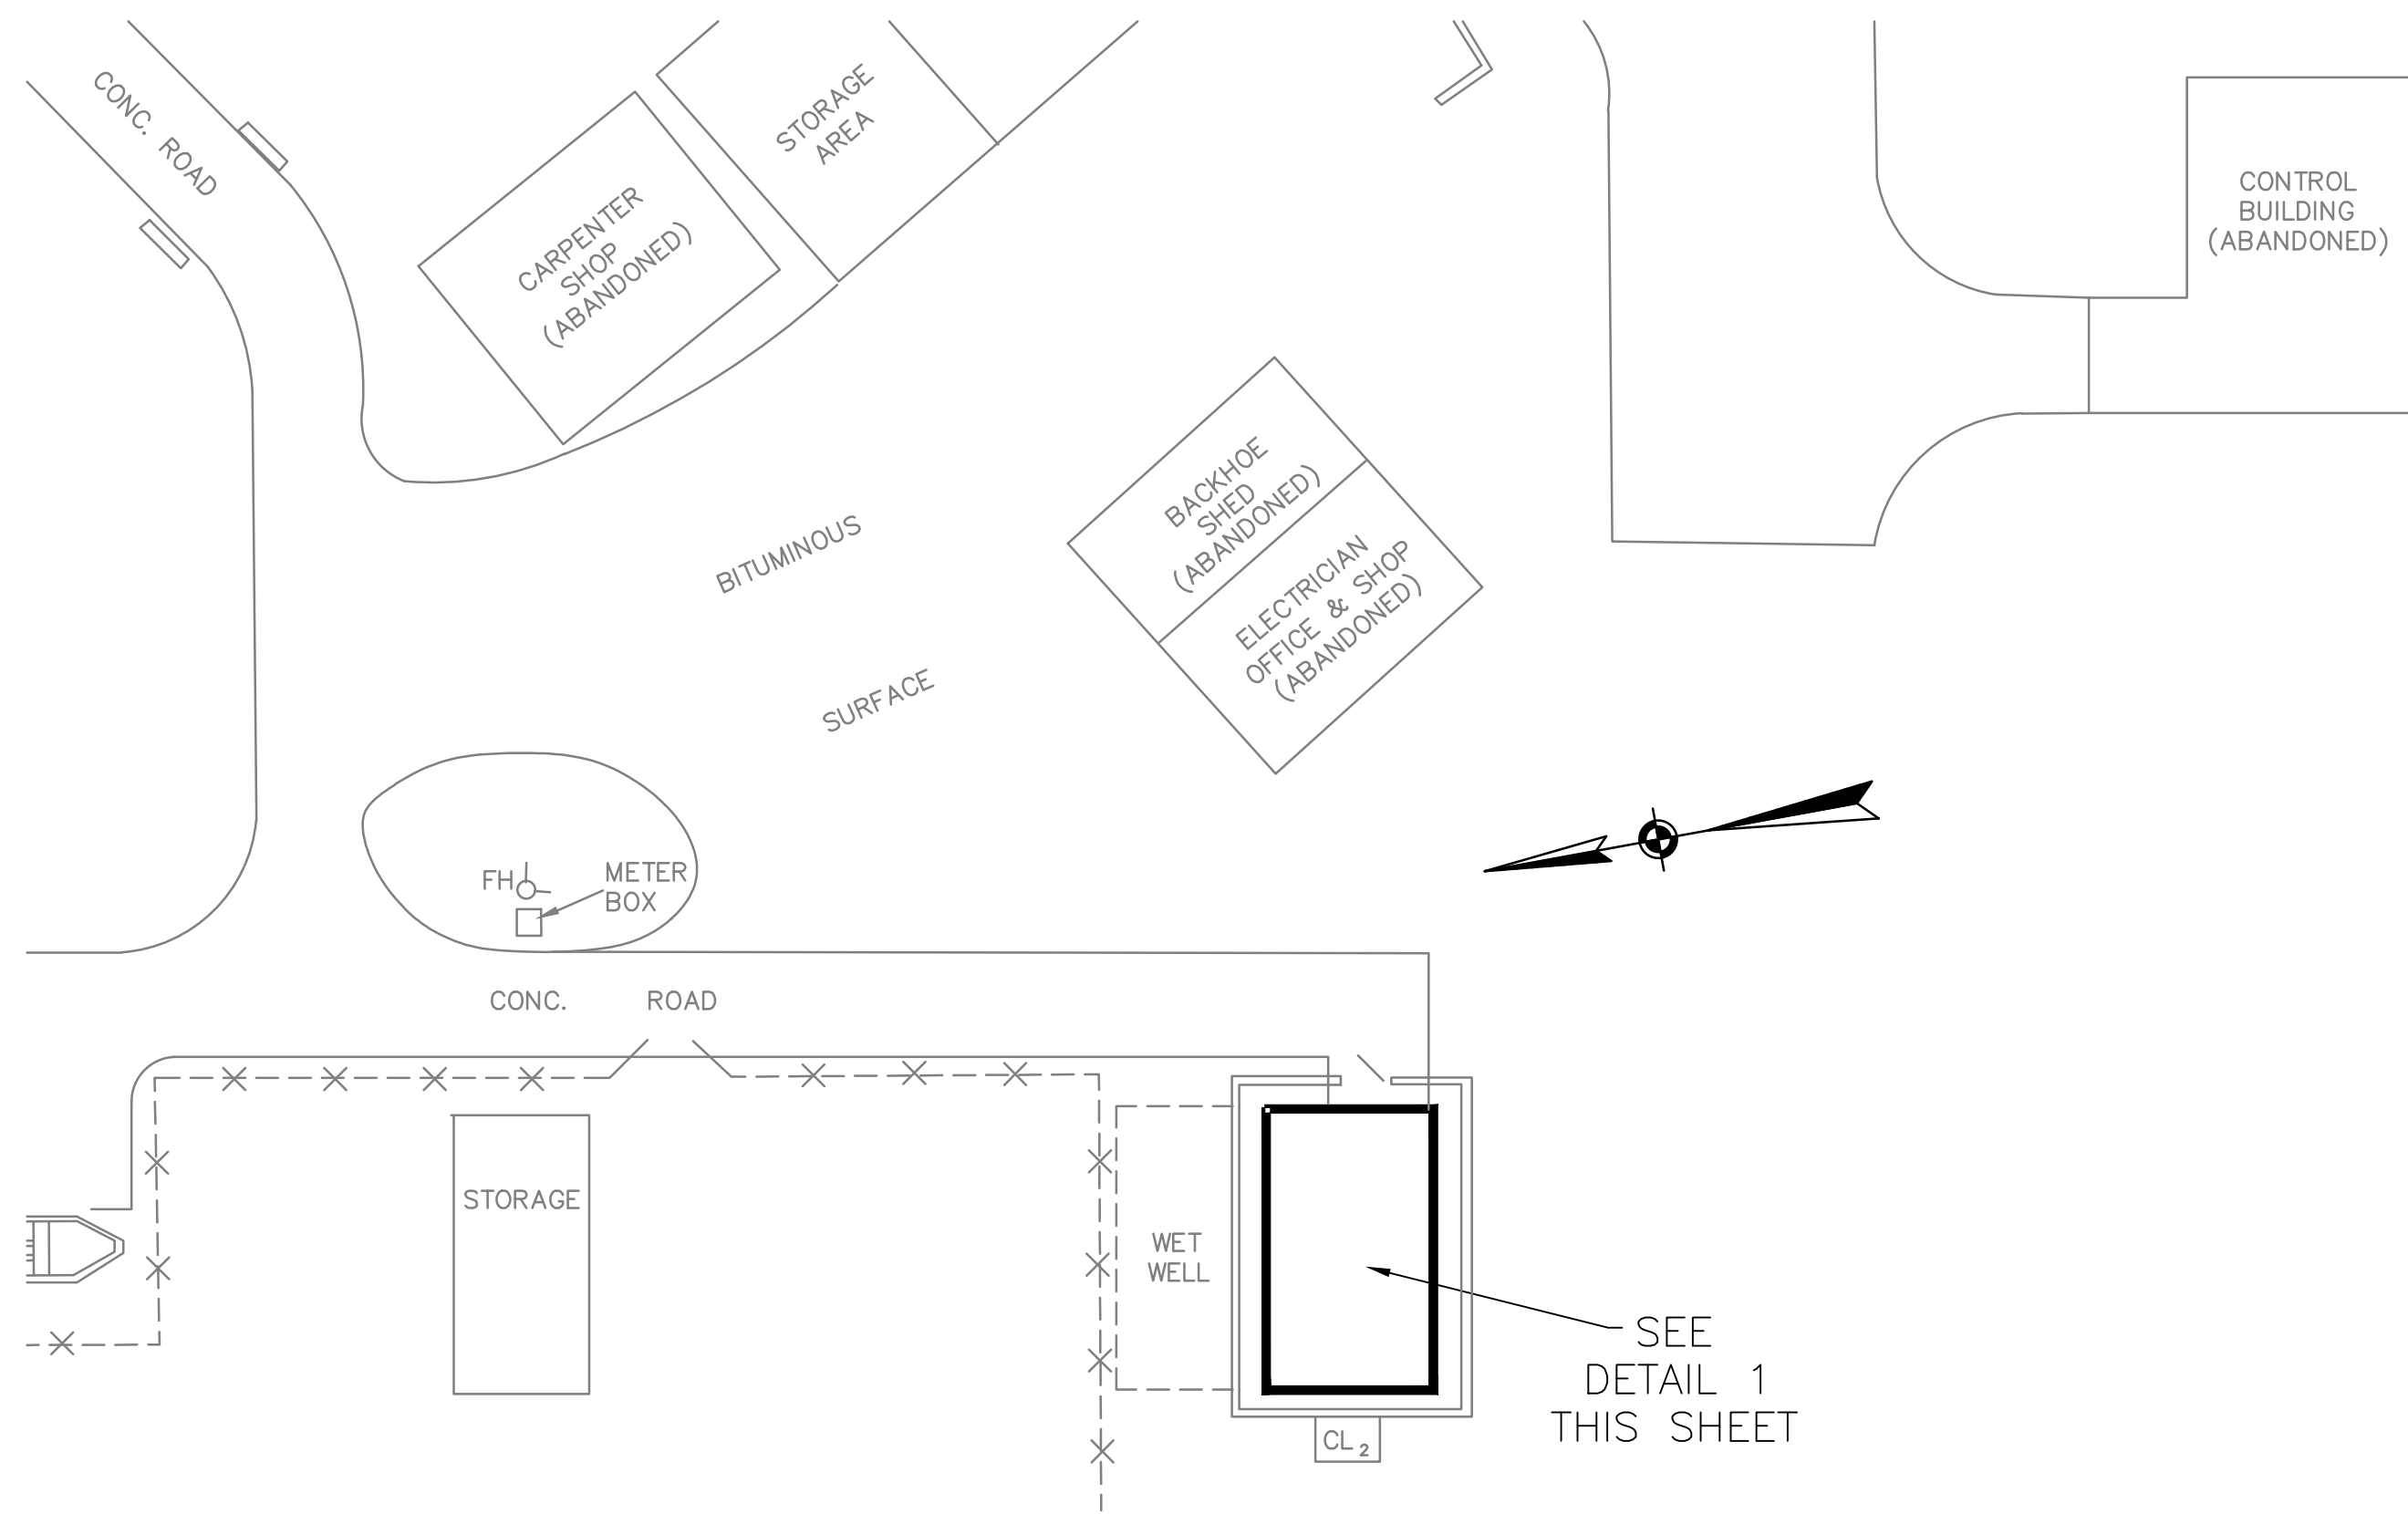 CONC. ROAD
STORAGE
AREA
CARPENTER
SHOP
(ABANDONED)
CONTROL
BUILDING
(ABANDONED)
BACKHOE
SHED
(ABANDONED)
ELECTRICIAN
OFFICE & SHOP
(ABANDONED)
BITUMINOUS
SURFACE
FH
METER
BOX
CONC. ROAD
STORAGE
WET
WELL
SEE
DETAIL 1
THIS SHEET
CL₂